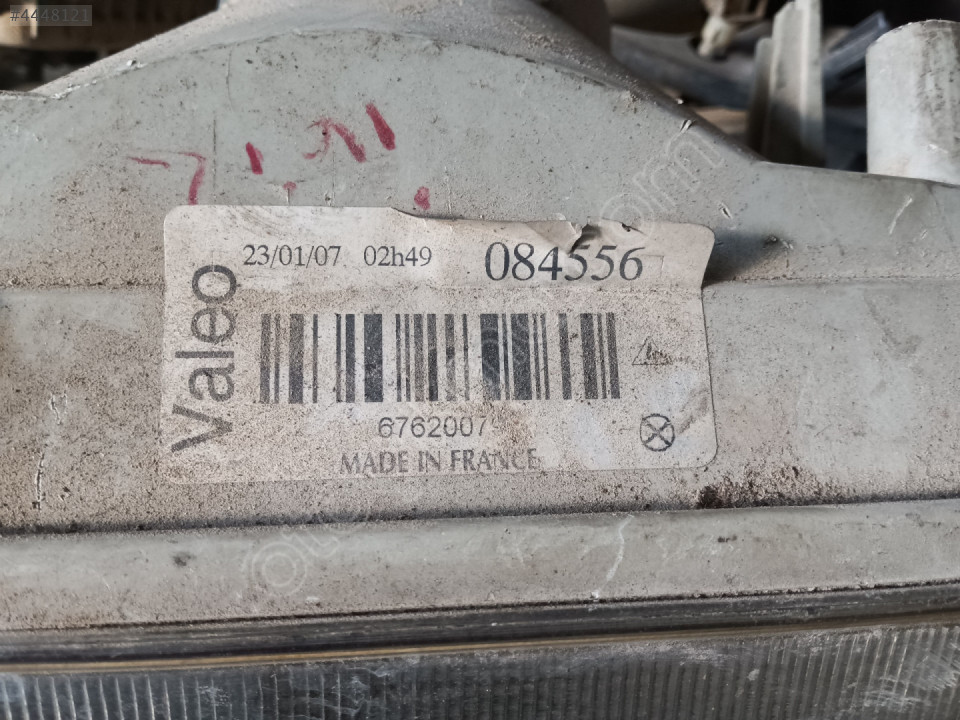 #4448121
23/01/07 02h49 084556
Valeo
6762007
MADE IN FRANCE